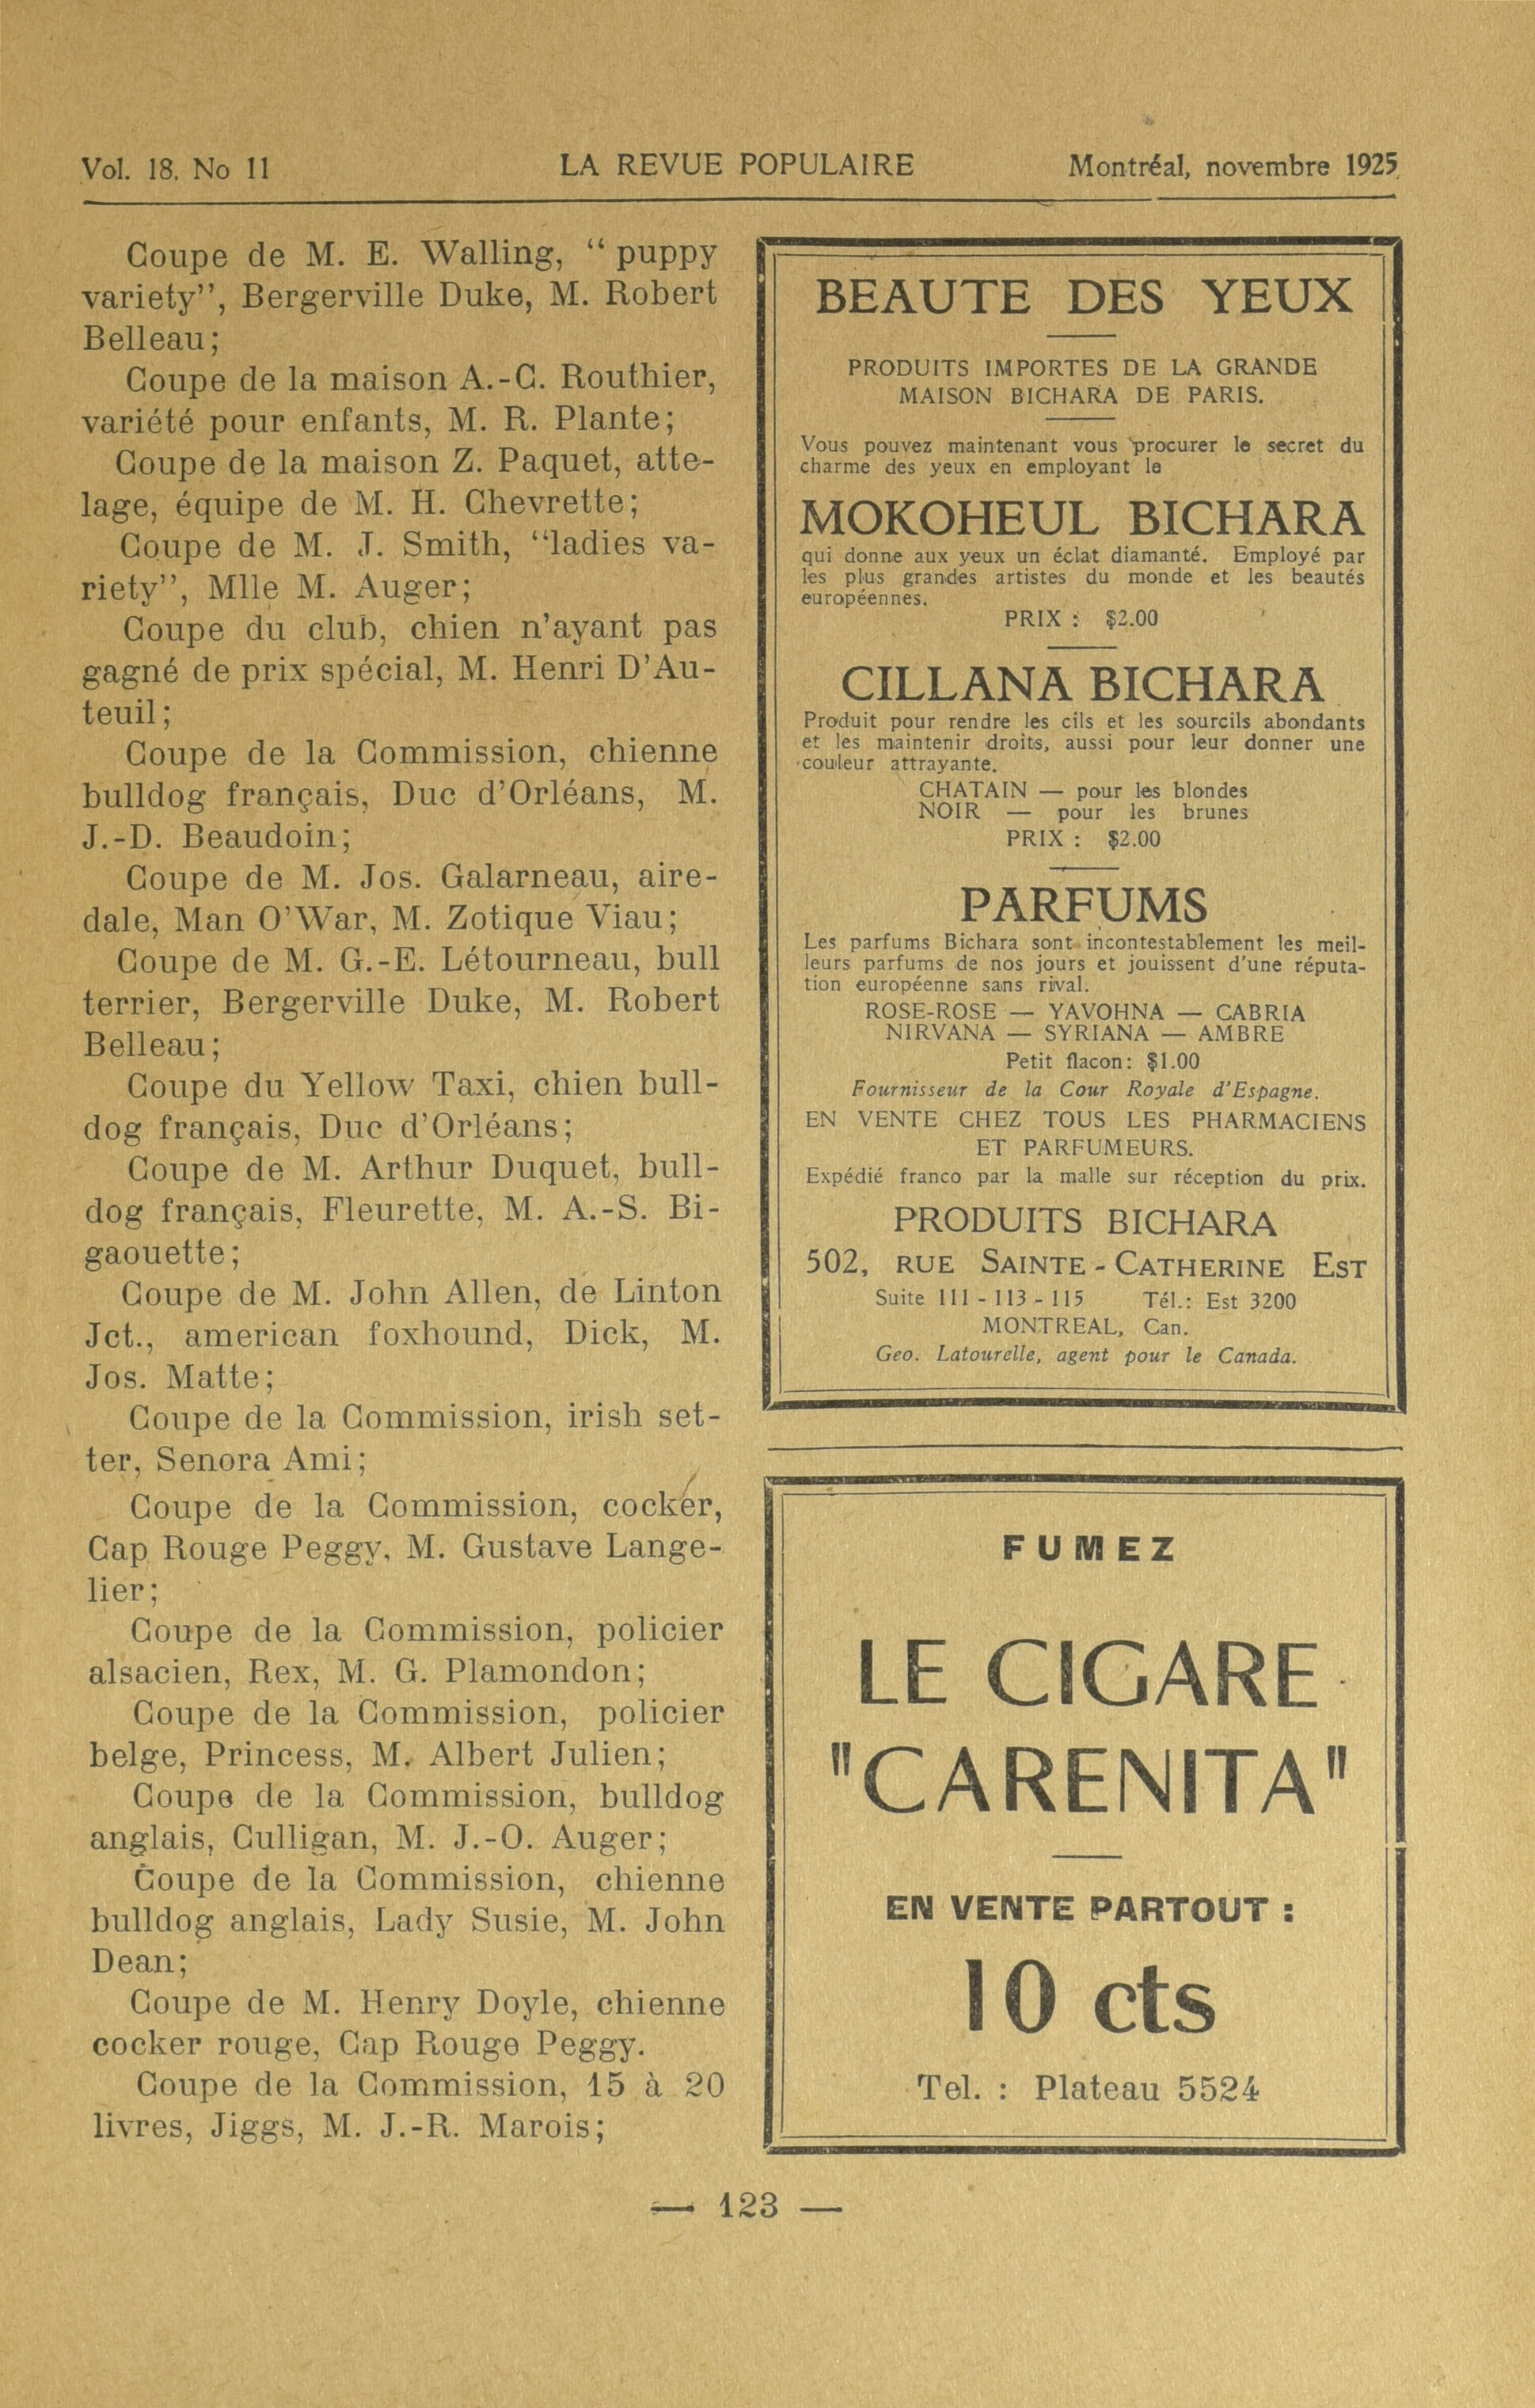 Vol. 18. No 11 LA REVUE POPULAIRE Montréal, novembre 1925
Coupe de M. E. Walling, “ puppy
variety”, Bergerville Duke, M. Robert
Belleau;
Coupe de la maison A.-C. Routhier,
variété pour enfants, M. R. Plante;
Coupe de la maison Z. Paquet, atte-
lage, équipe de M. H. Chevrette;
Coupe de M. J. Smith, “ladies va-
riety”, Mlle M. Auger;
Coupe du club, chien n’ayant pas
gagné de prix spécial, M. Henri D’Au-
teuil;
Coupe de la Commission, chienne
bulldog français, Duc d’Orléans, M.
J.-D. Beaudoin;
Coupe de M. Jos. Galarneau, aire-
dale, Man O’War, M. Zotique Viau;
Coupe de M. G.-E. Létourneau, bull
terrier, Bergerville Duke, M. Robert
Belleau;
Coupe du Yellow Taxi, chien bull-
dog français, Duc d’Orléans;
Coupe de M. Arthur Duquet, bull-
dog français, Fleurette, M. A.-S. Bi-
gaouette;
Coupe de M. John Allen, de Linton
Jct., american foxhound, Dick, M.
Jos. Matte;
Coupe de la Commission, irish set-
ter, Senora Ami;
Coupe de la Commission, cocker,
Cap Rouge Peggy, M. Gustave Lange-
lier;
Coupe de la Commission, policier
alsacien, Rex, M. G. Plamondon;
Coupe de la Commission, policier
belge, Princess, M. Albert Julien;
Coupe de la Commission, bulldog
anglais, Culligan, M. J.-O. Auger;
Coupe de la Commission, chienne
bulldog anglais, Lady Susie, M. John
Dean;
Coupe de M. Henry Doyle, chienne
cocker rouge, Cap Rouge Peggy.
Coupe de la Commission, 15 à 20
livres, Jiggs, M. J.-R. Marois;
BEAUTE DES YEUX
PRODUITS IMPORTES DE LA GRANDE
MAISON BICHARA DE PARIS.
Vous pouvez maintenant vous procurer le secret du
charme des yeux en employant le
MOKOHEUL BICHARA
qui donne aux yeux un éclat diamanté. Employé par
les plus grandes artistes du monde et les beautés
européennes.
PRIX : $2.00
CILLANA BICHARA
Produit pour rendre les cils et les sourcils abondants
et les maintenir droits, aussi pour leur donner une
couleur attrayante.
CHATAIN — pour les blondes
NOIR — pour les brunes
PRIX : $2.00
PARFUMS
Les parfums Bichara sont incontestablement les meil-
leurs parfums de nos jours et jouissent d’une réputa-
tion européenne sans rival.
ROSE-ROSE — YAVOHNA — CABRIA
NIRVANA — SYRIANA — AMBRE
Petit flacon: $1.00
Fournisseur de la Cour Royale d’Espagne.
EN VENTE CHEZ TOUS LES PHARMACIENS
ET PARFUMEURS.
Expédié franco par la malle sur réception du prix.
PRODUITS BICHARA
502, RUE SAINTE-CATHERINE EST
Suite 111 - 113 - 115 Tél.: Est 3200
MONTREAL, Can.
Geo. Latourelle, agent pour le Canada.
FUMEZ
LE CIGARE
"CARENITA"
EN VENTE PARTOUT :
10 cts
Tel. : Plateau 5524
— 123 —